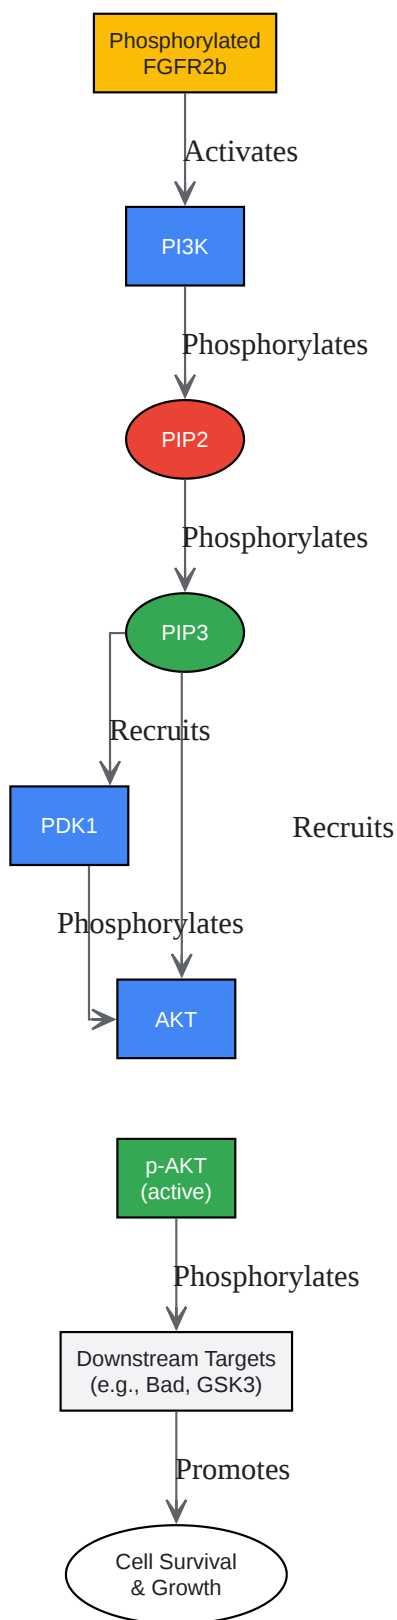 Phosphorylated
FGFR2b
Activates
PI3K
Phosphorylates
PIP2
Phosphorylates
PIP3
Recruits
PDK1
Recruits
Phosphorylates
AKT
p-AKT
(active)
Phosphorylates
Downstream Targets
(e.g., Bad, GSK3)
Promotes
Cell Survival
& Growth